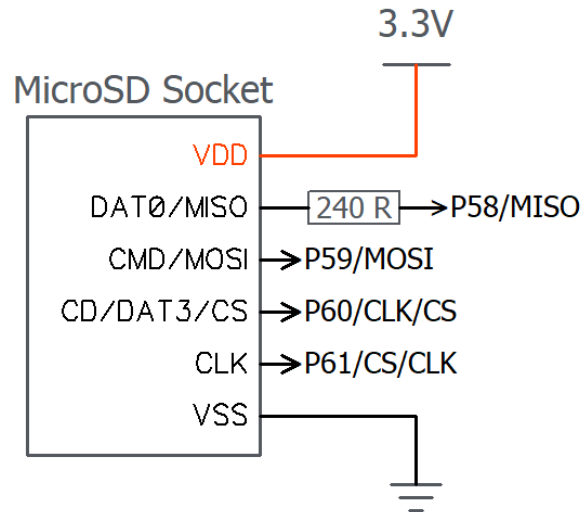 3.3V
MicroSD Socket
VDD
DAT0/MISO 240 R P58/MISO
CMD/MOSI P59/MOSI
CD/DAT3/CS P60/CLK/CS
CLK P61/CS/CLK
VSS